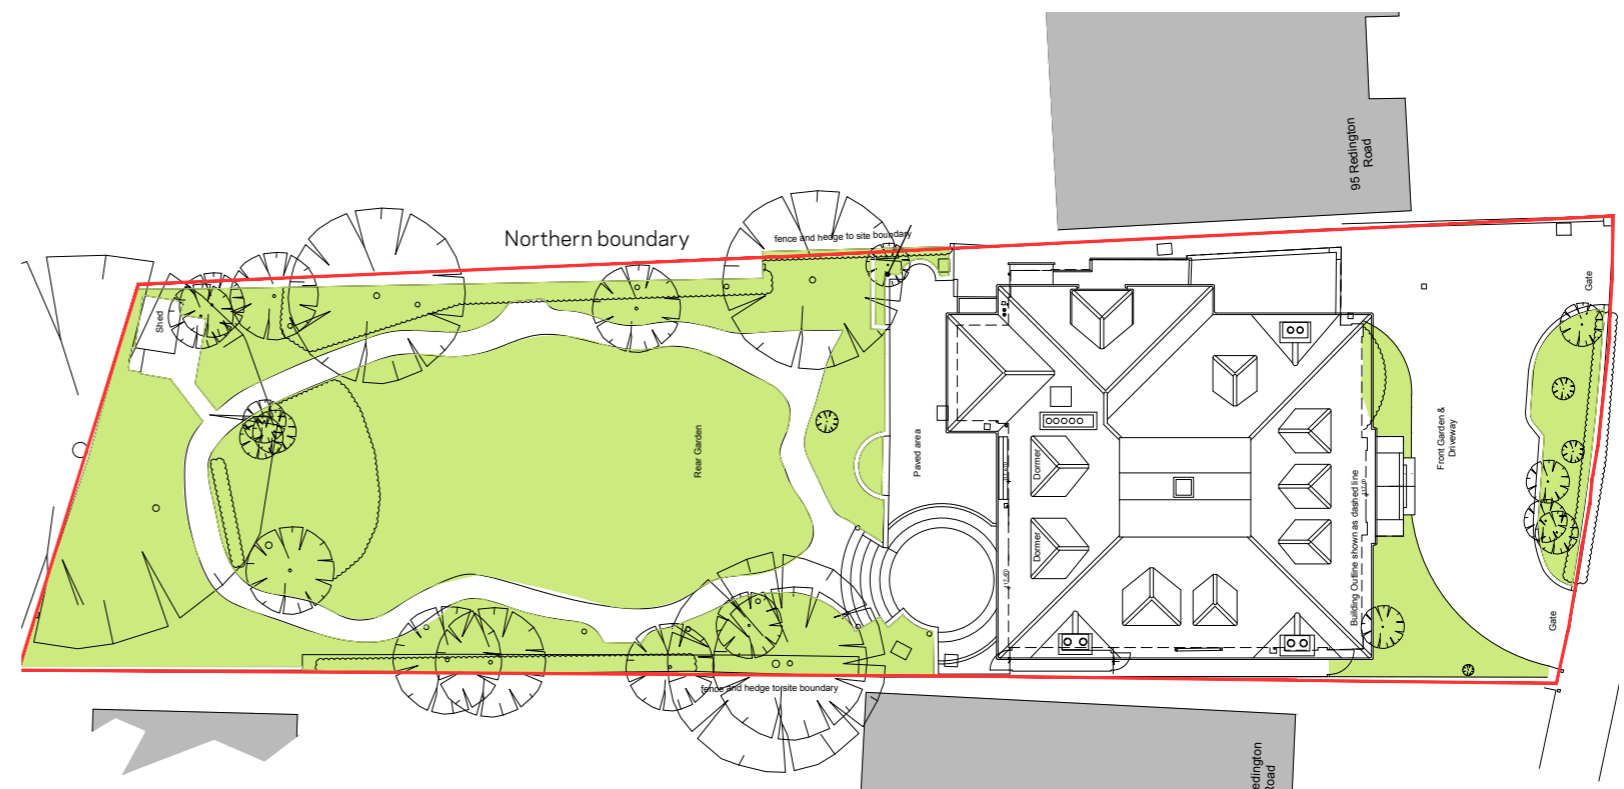 Northern boundary
fence and hedge to site boundary
95 Redington
Road
Gate
Shed
Rear Garden
Paved area
Dormer
Dormer
Building Outline shown as dashed line
Front Garden &
Driveway
Gate
fence and hedge to site boundary
edington
oad